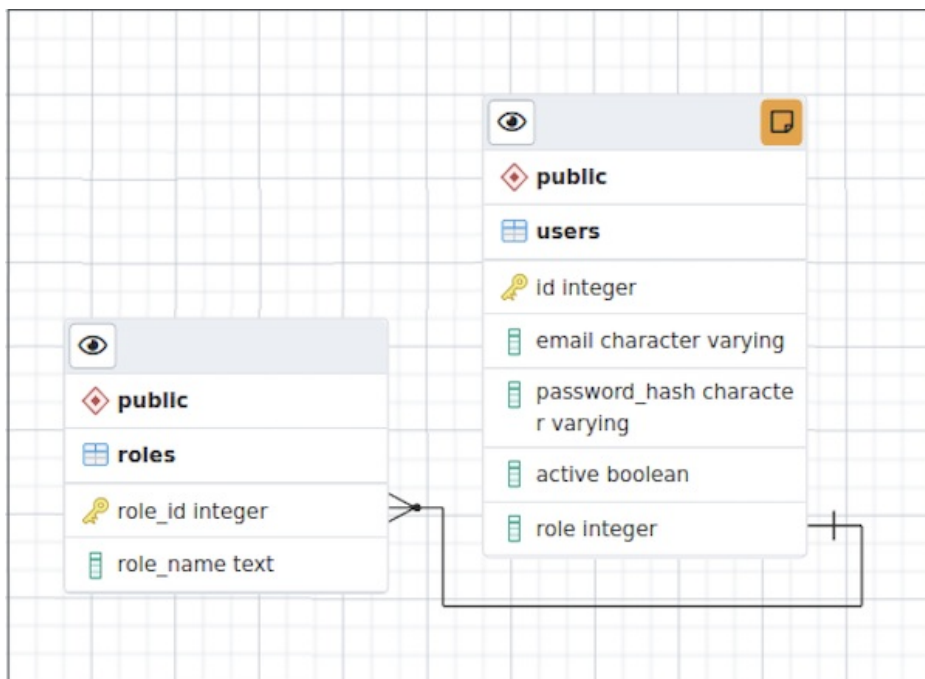 public
users
id integer
email character varying
password_hash characte
r varying
active boolean
role integer
public
roles
role_id integer
role_name text